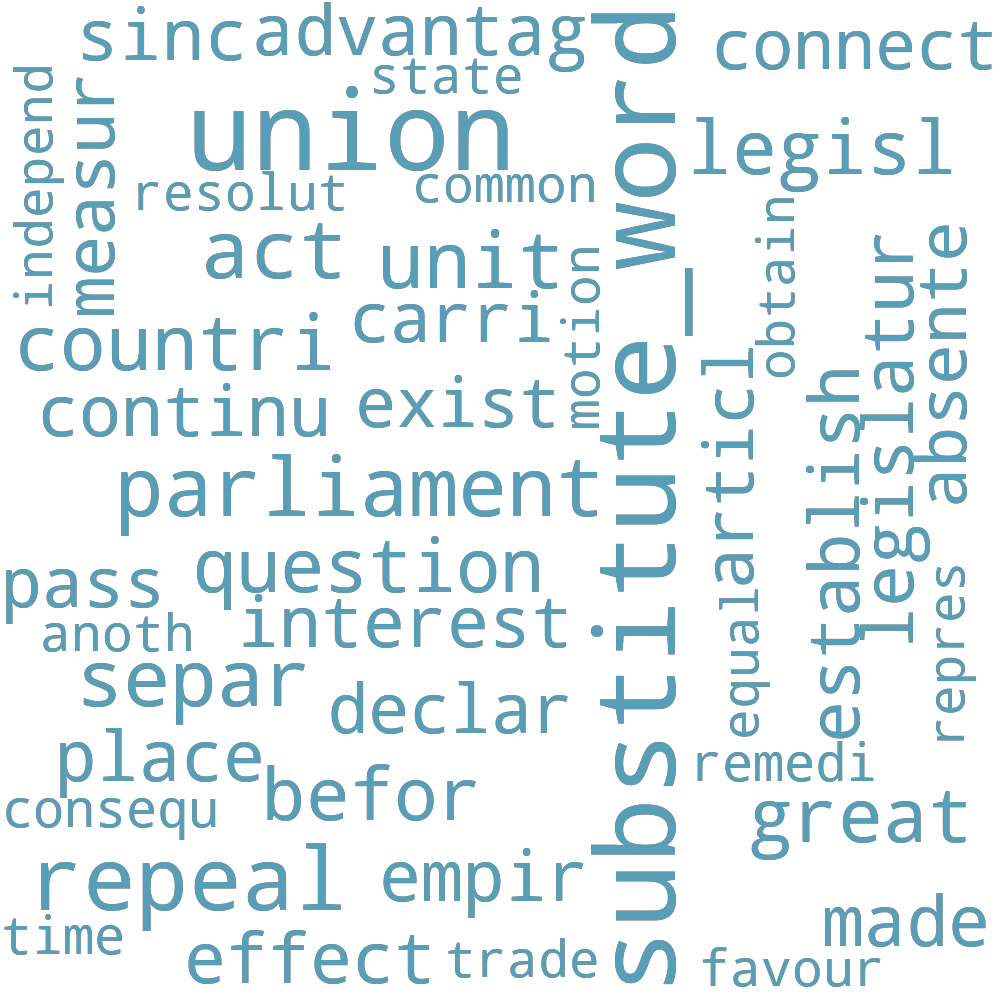 sinc
advantag
state
connect
independ
measur
union
resolut
common
legisl
act
unit
motion
obtain
countri
carri
continu
exist
substitute_word
legislatur
absente
parliament
articl
establish
pass
question
anoth
interest
equal
repres
separ
declar
place
befor
remedi
consequ
great
repeal
empir
time
effect
trade
made
favour